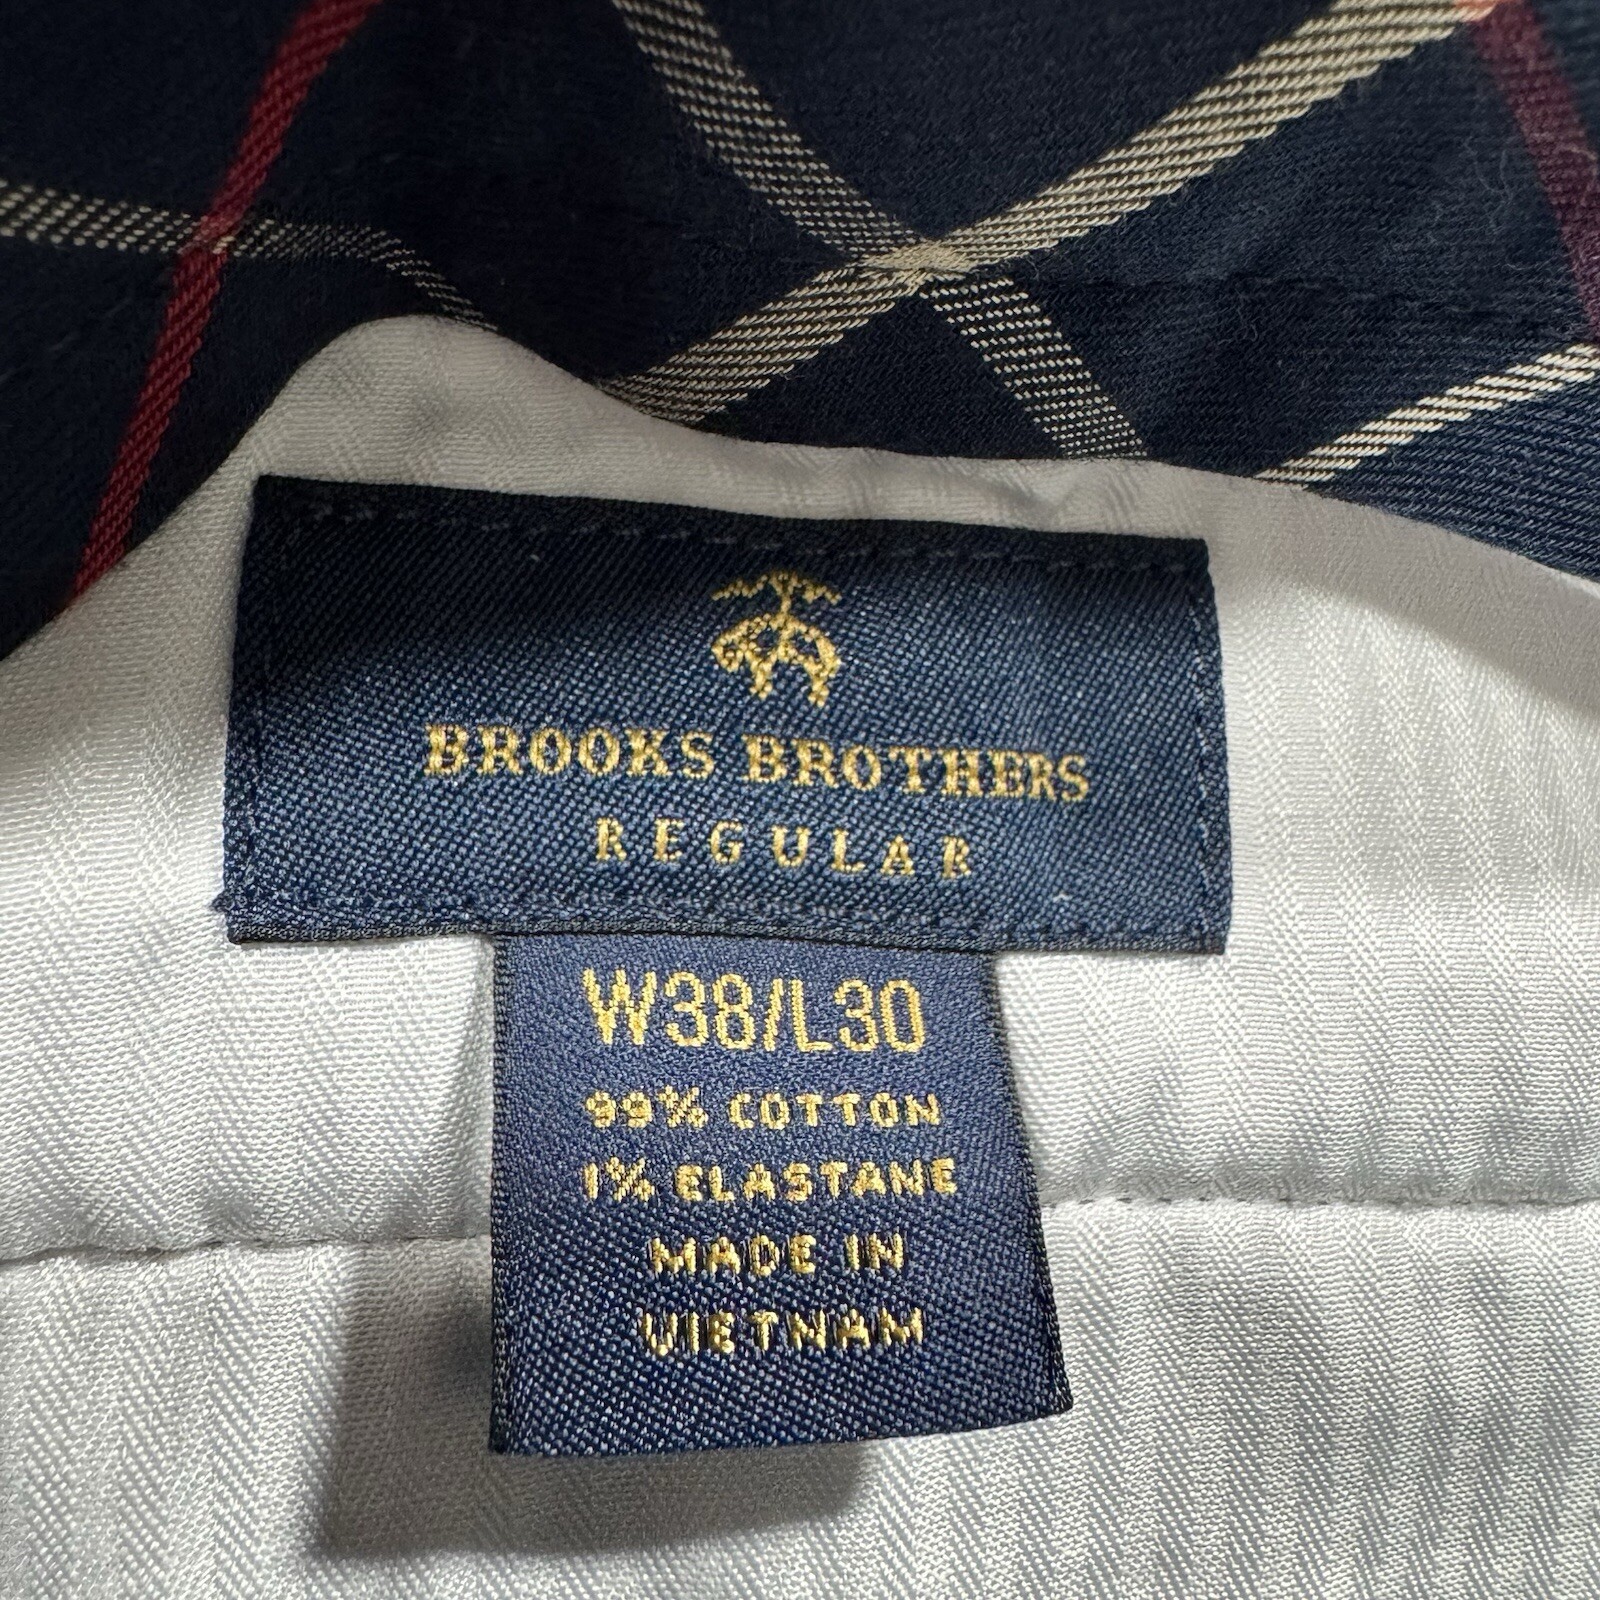 BROOKS BROTHERS
REGULAR
W38/L30
99% COTTON
1% ELASTANE
MADE IN
VIETNAM